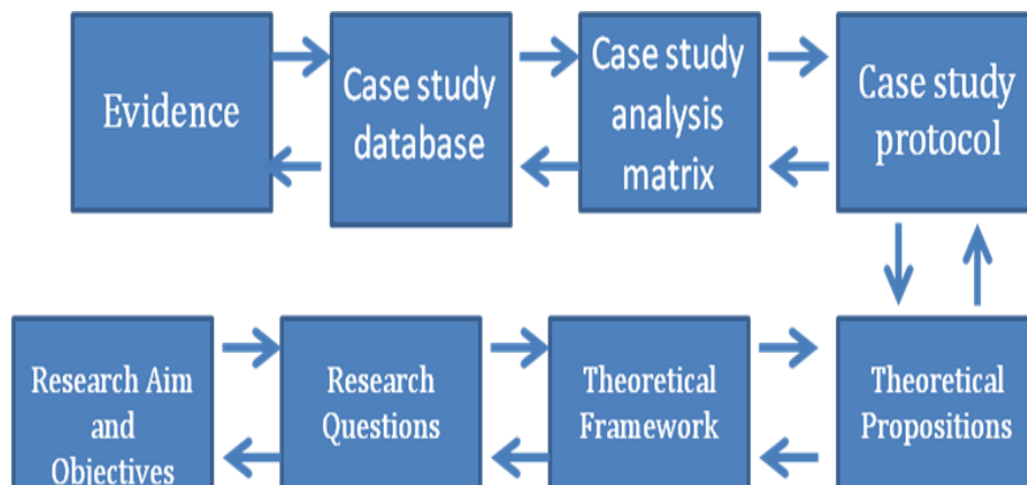 Evidence
Case study
database
Case study
analysis
matrix
Case study
protocol
Research Aim
and
Objectives
Research
Questions
Theoretical
Framework
Theoretical
Propositions